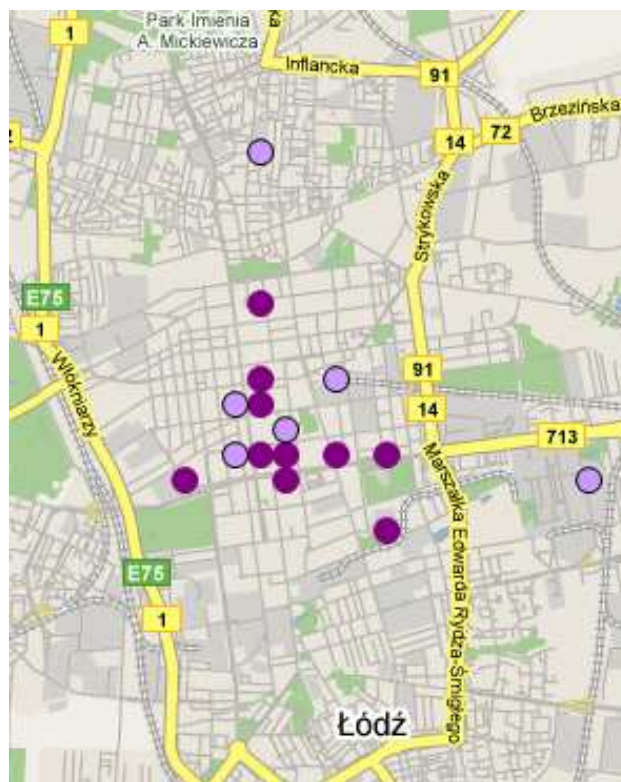 Park Imienia
A. Mickiewicza
1
Inflancka
91
Brzezińska
72
14
Strykowska
E75
1
Włókniarzy
91
14
713
Marszałka Edwarda Rydza-Śmigłego
E75
1
Łódź